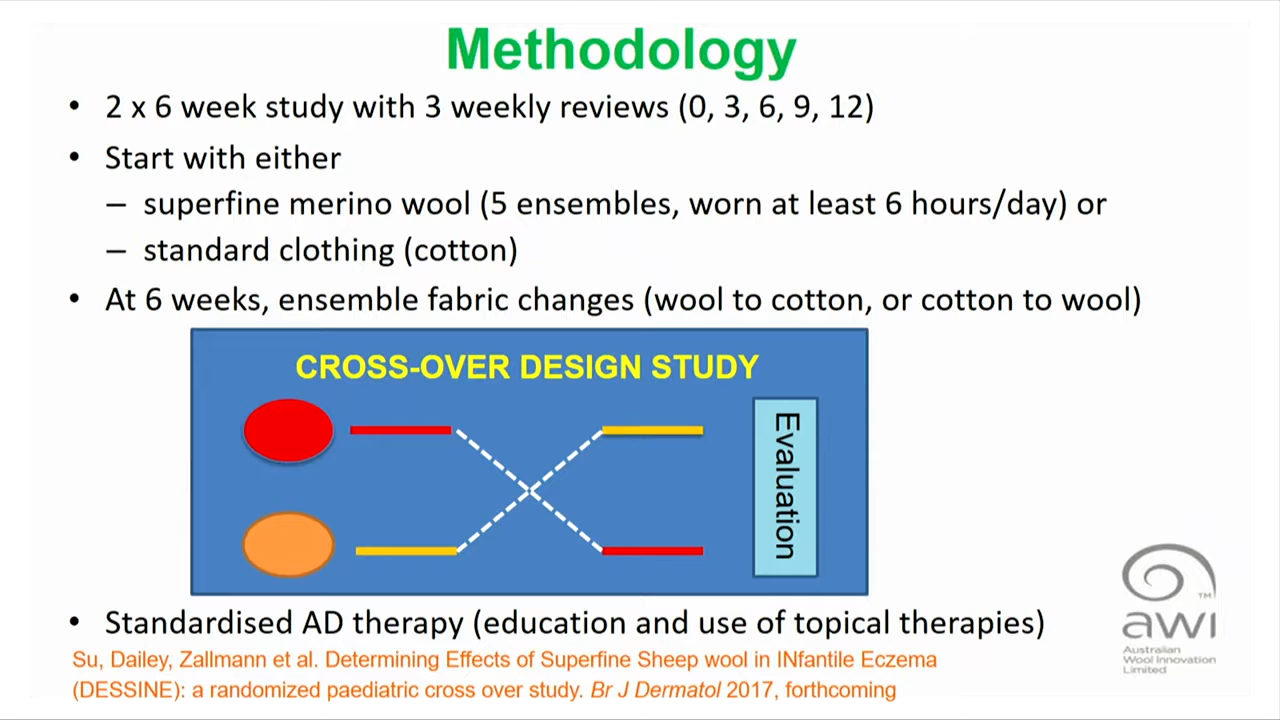 Methodology
• 2 x 6 week study with 3 weekly reviews (0, 3, 6, 9, 12)
• Start with either
– superfine merino wool (5 ensembles, worn at least 6 hours/day) or
– standard clothing (cotton)
• At 6 weeks, ensemble fabric changes (wool to cotton, or cotton to wool)
CROSS-OVER DESIGN STUDY
Evaluation
• Standardised AD therapy (education and use of topical therapies)
Su, Dailey, Zallmann et al. Determining Effects of Superfine Sheep wool in INfantile Eczema
(DESSINE): a randomized paediatric cross over study. Br J Dermatol 2017, forthcoming
TM
awi
Australian
Wool Innovation
Limited